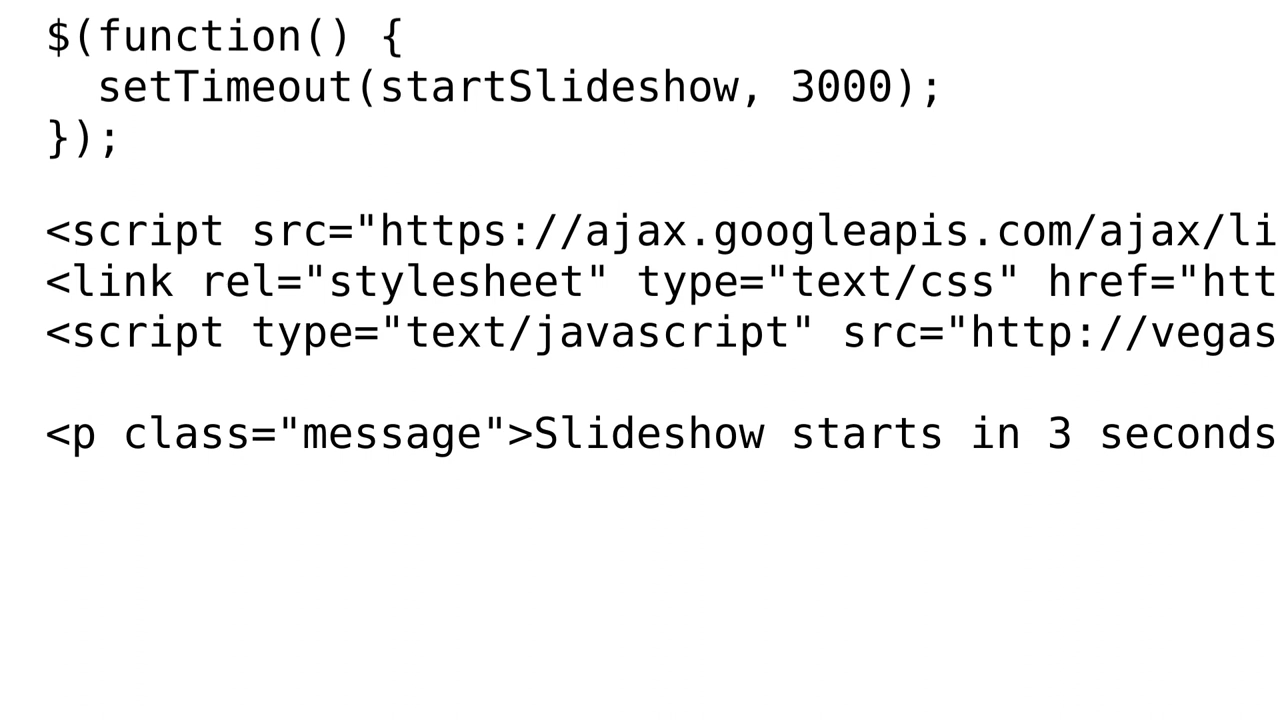 $(function() {
  setTimeout(startSlideshow, 3000);
});
<script src="https://ajax.googleapis.com/ajax/li
<link rel="stylesheet" type="text/css" href="htt
<script type="text/javascript" src="http://vegas
<p class="message">Slideshow starts in 3 seconds